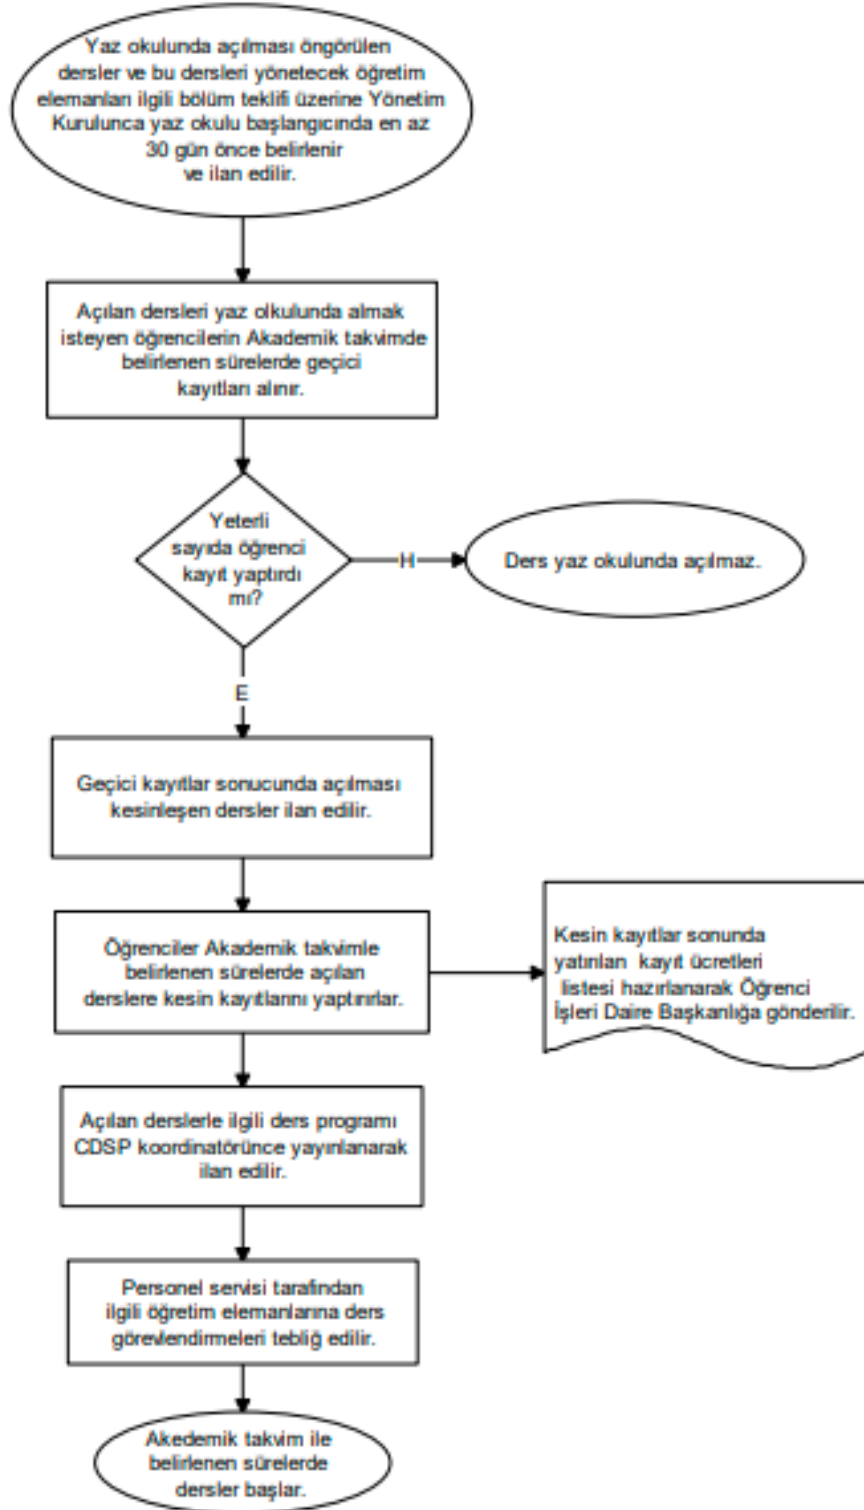 Yaz okulunda açılması öngörülen
dersler ve bu dersleri yönetecek öğretim
elemanları ilgili bölüm teklifi üzerine Yönetim
Kurulunca yaz okulu başlangıcında en az
30 gün önce belirlenir
ve ilan edilir.
Açılan dersleri yaz olkulunda almak
isteyen öğrencilerin Akademik takvimde
belirlenen sürelerde geçici
kayıtları alınır.
Yeterli
sayıda öğrenci
kayıt yaptırdı
mı?
H
Ders yaz okulunda açılmaz.
E
Geçici kayıtlar sonucunda açılması
kesinleşen dersler ilan edilir.
Öğrenciler Akademik takvimle
belirlenen sürelerde açılan
derslere kesin kayıtlarını yaptırırlar.
Kesin kayıtlar sonunda
yatırılan kayıt ücretleri
listesi hazırlanarak Öğrenci
İşleri Daire Başkanlığa gönderilir.
Açılan derslerle ilgili ders programı
CDSP koordinatörünce yayınlanarak
ilan edilir.
Personel servisi tarafından
ilgili öğretim elemanlarına ders
görevlendirmeleri tebliğ edilir.
Akedemik takvim ile
belirlenen sürelerde
dersler başlar.